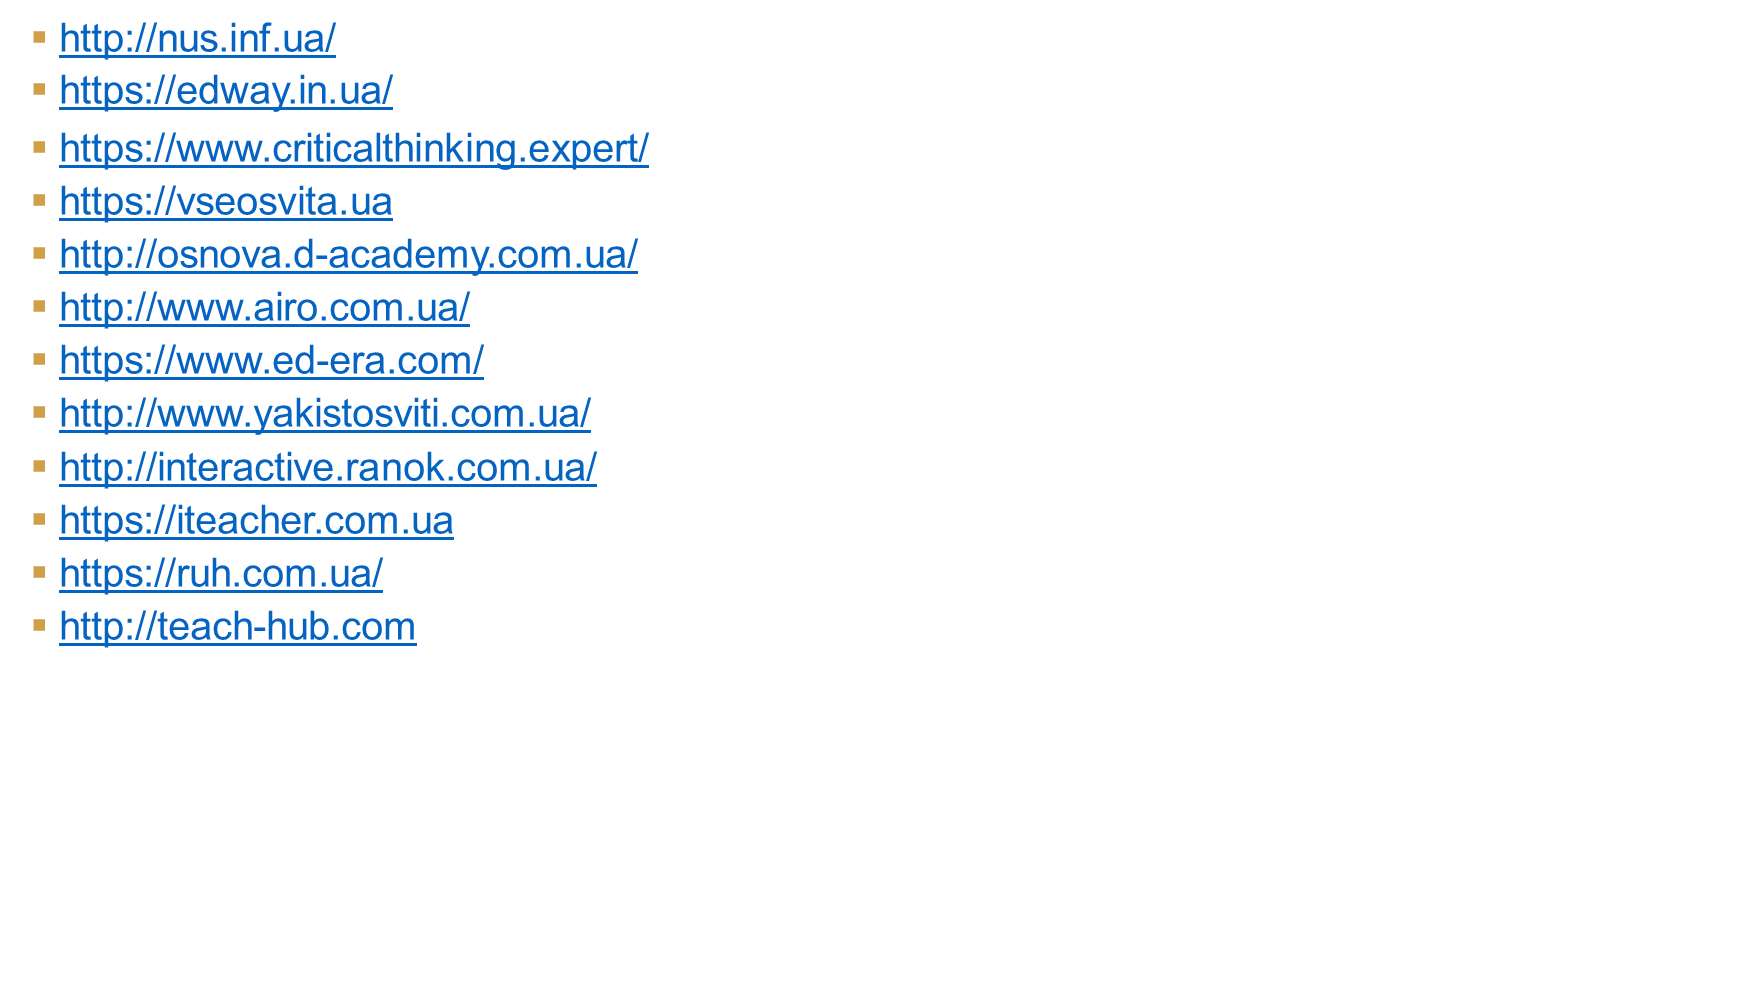 http://nus.inf.ua/
https://edway.in.ua/
https://www.criticalthinking.expert/
https://vseosvita.ua
http://osnova.d-academy.com.ua/
http://www.airo.com.ua/
https://www.ed-era.com/
http://www.yakistosviti.com.ua/
http://interactive.ranok.com.ua/
https://iteacher.com.ua
https://ruh.com.ua/
http://teach-hub.com